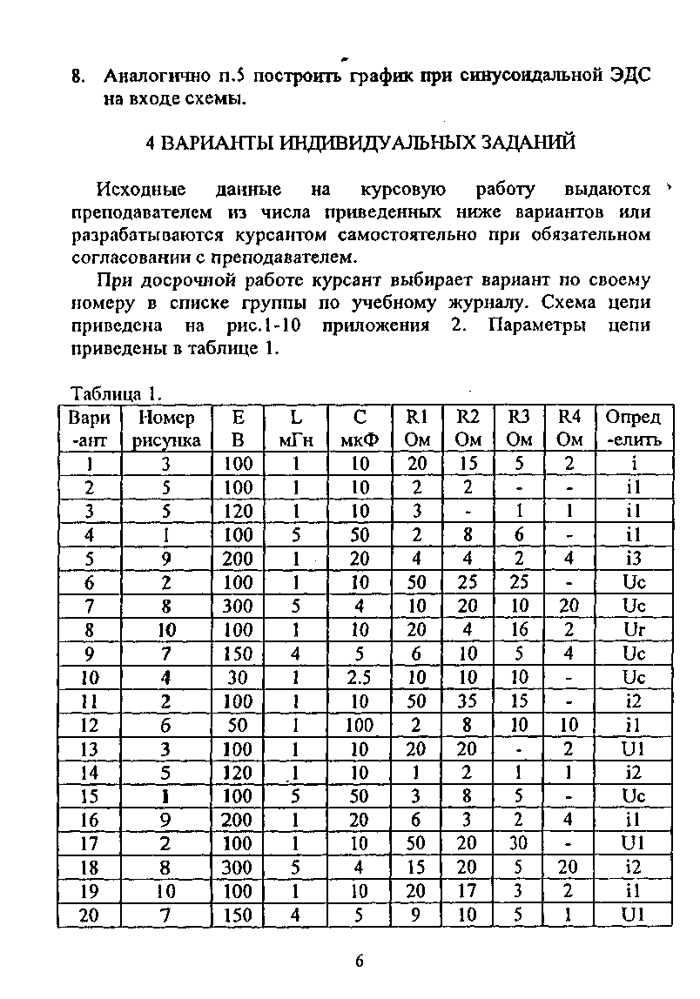 8. Аналогично п.5 построить график при синусоидальной ЭДС
на входе схемы.
4 ВАРИАНТЫ ИНДИВИДУАЛЬНЫХ ЗАДАНИЙ
Исходные данные на курсовую работу выдаются
преподавателем из числа приведенных ниже вариантов или
разрабатываются курсантом самостоятельно при обязательном
согласовании с преподавателем.
При досрочной работе курсант выбирает вариант по своему
номеру в списке группы по учебному журналу. Схема цепи
приведена на рис.1-10 приложения 2. Параметры цепи
приведены в таблице 1.
Таблица 1.
Вари Номер E L C R1 R2 R3 R4 Опред
-ант рисунка В мГн мкФ Ом Ом Ом Ом -елить
1 3 100 1 10 20 15 5 2 i
2 5 100 1 10 2 2 - - i1
3 5 120 1 10 3 - 1 1 i1
4 1 100 5 50 2 8 6 - i1
5 9 200 1 20 4 4 2 4 i3
6 2 100 1 10 50 25 25 - Uc
7 8 300 5 4 10 20 10 20 Uc
8 10 100 1 10 20 4 16 2 Ur
9 7 150 4 5 6 10 5 4 Uc
10 4 30 1 2.5 10 10 10 - Uc
11 2 100 1 10 50 35 15 - i2
12 6 50 1 100 2 8 10 10 i1
13 3 100 1 10 20 20 - 2 U1
14 5 120 1 10 1 2 1 1 i2
15 1 100 5 50 3 8 5 - Uc
16 9 200 1 20 6 3 2 4 i1
17 2 100 1 10 50 20 30 - U1
18 8 300 5 4 15 20 5 20 i2
19 10 100 1 10 20 17 3 2 i1
20 7 150 4 5 9 10 5 1 U1
6